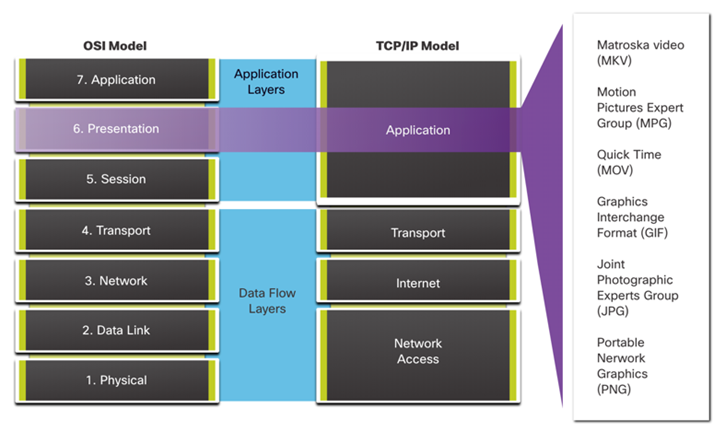 OSI Model
7. Application
6. Presentation
5. Session
4. Transport
3. Network
2. Data Link
1. Physical
Application
Layers
Data Flow
Layers
TCP/IP Model
Application
Transport
Internet
Network
Access
Matroska video
(MKV)
Motion
Pictures Expert
Group (MPG)
Quick Time
(MOV)
Graphics
Interchange
Format (GIF)
Joint
Photographic
Experts Group
(JPG)
Portable
Nerwork
Graphics
(PNG)